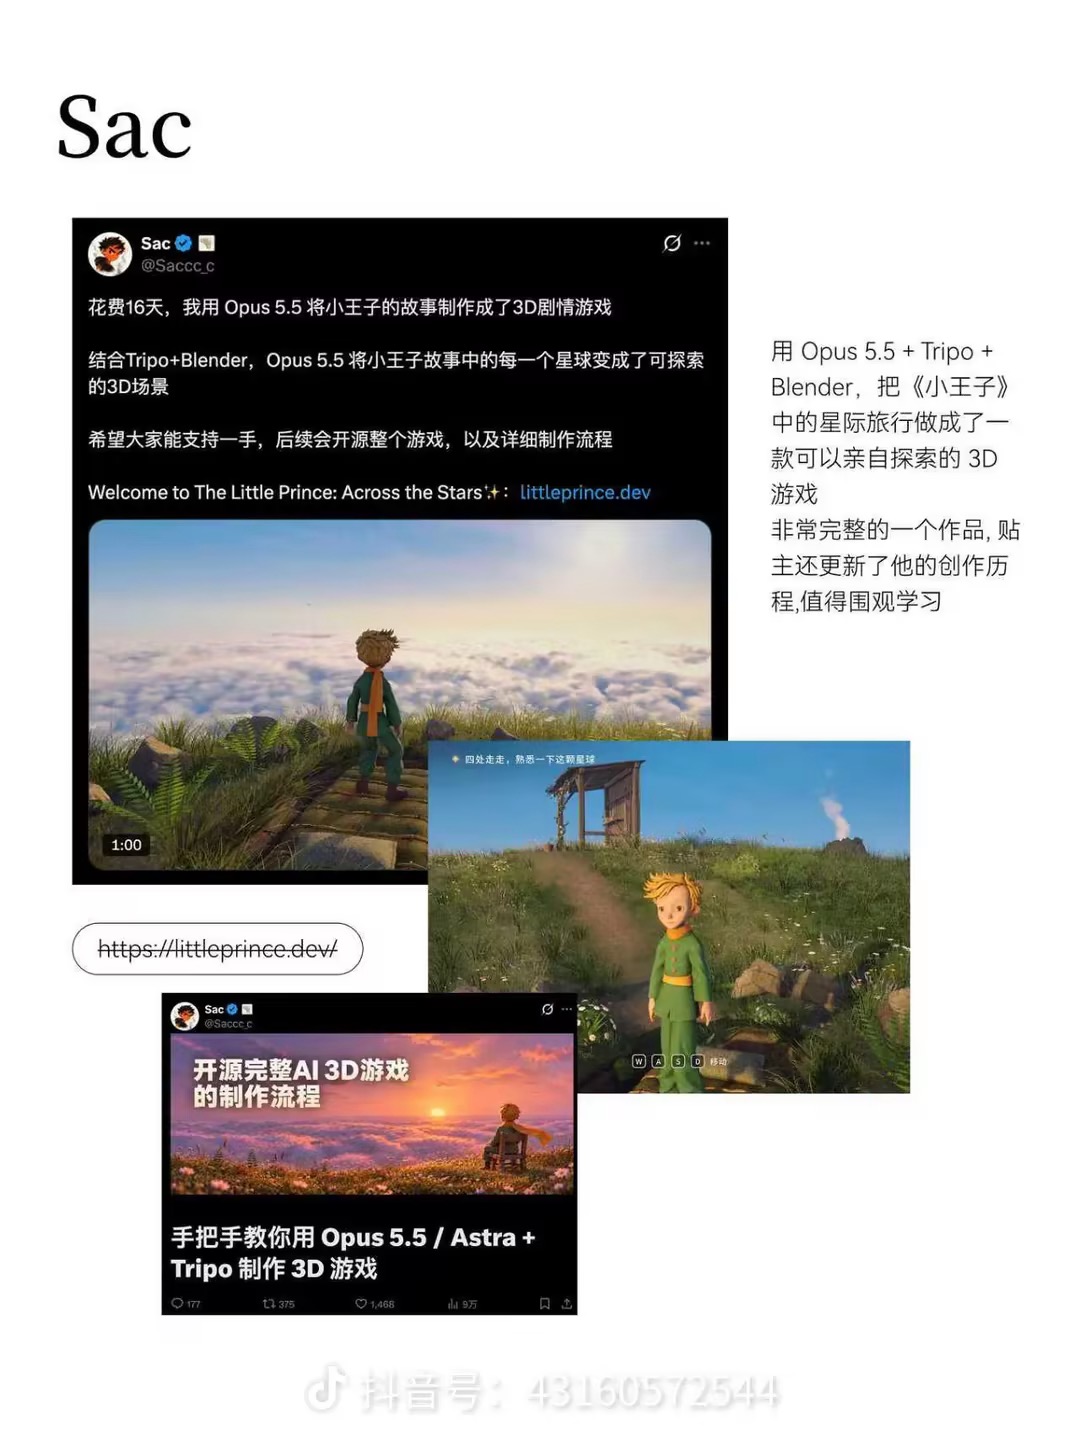 Sac
Sac
@Saccc_c
花费16天，我用 Opus 5.5 将小王子的故事制作成了3D剧情游戏
结合Tripo+Blender，Opus 5.5 将小王子故事中的每一个星球变成了可探索
的3D场景
希望大家能支持一手，后续会开源整个游戏，以及详细制作流程
Welcome to The Little Prince: Across the Stars✨： littleprince.dev
1:00
用 Opus 5.5 + Tripo +
Blender，把《小王子》
中的星际旅行做成了一
款可以亲自探索的 3D
游戏
非常完整的一个作品, 贴
主还更新了他的创作历
程,值得围观学习
四处走走，熟悉一下这颗星球
W A S D 移动
https://littleprince.dev/
Sac
@Saccc_c
开源完整AI 3D游戏
的制作流程
手把手教你用 Opus 5.5 / Astra +
Tripo 制作 3D 游戏
177 375 1,468 9万
抖音号：43160572544